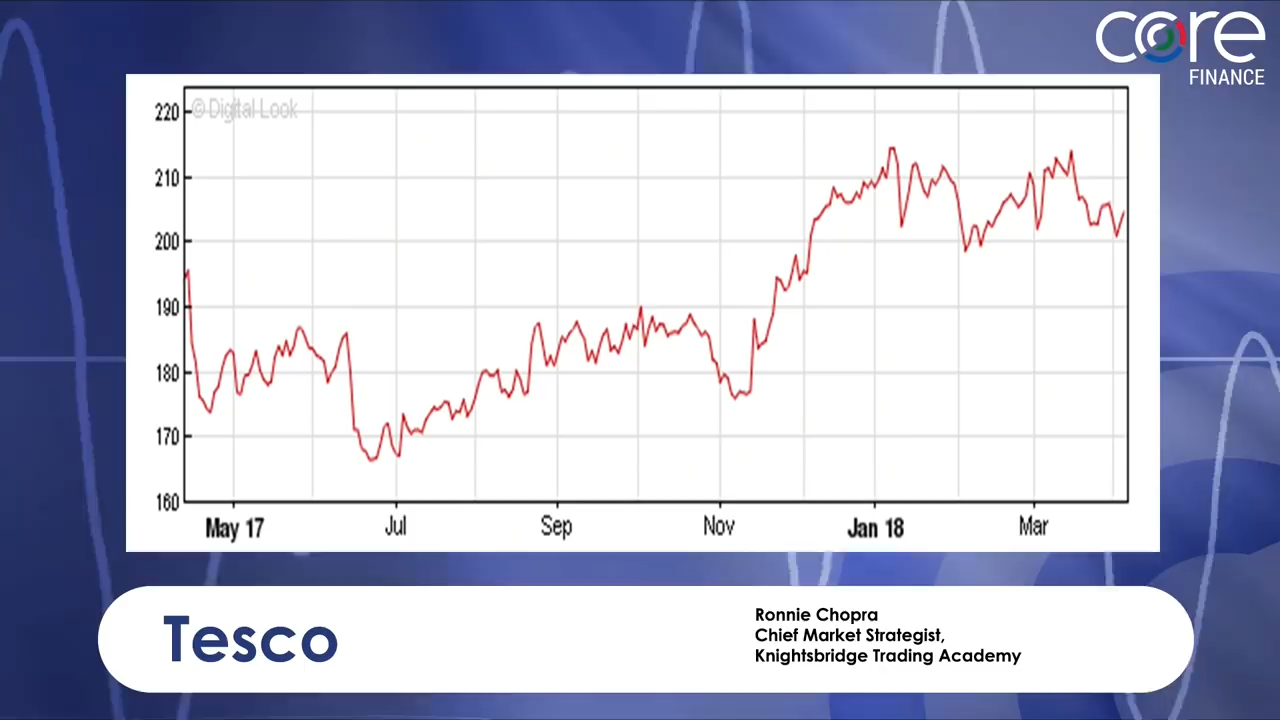 core
FINANCE
© Digital Look
220
210
200
190
180
170
160
May 17
Jul
Sep
Nov
Jan 18
Mar
Tesco
Ronnie Chopra
Chief Market Strategist,
Knightsbridge Trading Academy